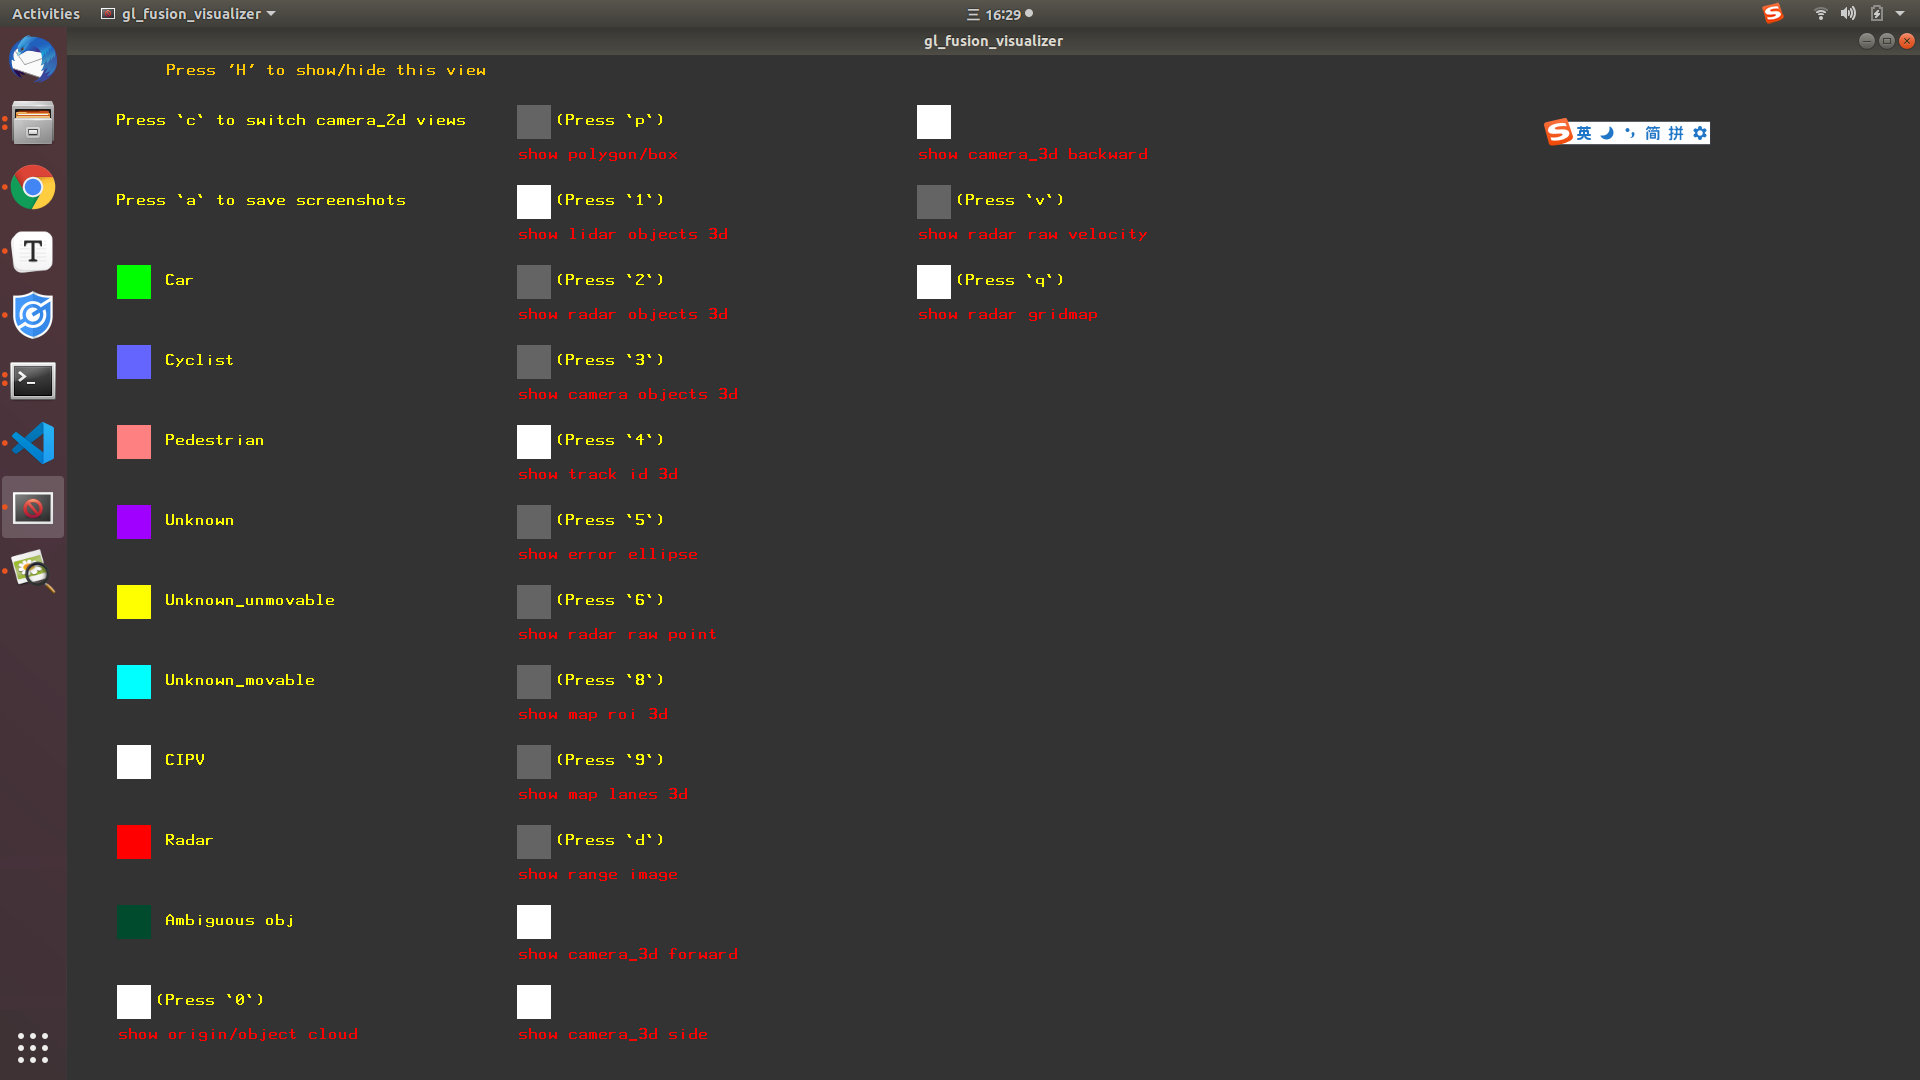 Activities
gl_fusion_visualizer
三 16:29
gl_fusion_visualizer
Press 'H' to show/hide this view
Press `c` to switch camera_2d views
(Press `p`)
show polygon/box
show camera_3d backward
英 简 拼
Press `a` to save screenshots
(Press `1`)
show lidar objects 3d
(Press `v`)
show radar raw velocity
Car
(Press `2`)
show radar objects 3d
(Press `q`)
show radar gridmap
Cyclist
(Press `3`)
show camera objects 3d
Pedestrian
(Press `4`)
show track id 3d
Unknown
(Press `5`)
show error ellipse
Unknown_unmovable
(Press `6`)
show radar raw point
Unknown_movable
(Press `8`)
show map roi 3d
CIPV
(Press `9`)
show map lanes 3d
Radar
(Press `d`)
show range image
Ambiguous obj
show camera_3d forward
(Press `0`)
show origin/object cloud
show camera_3d side